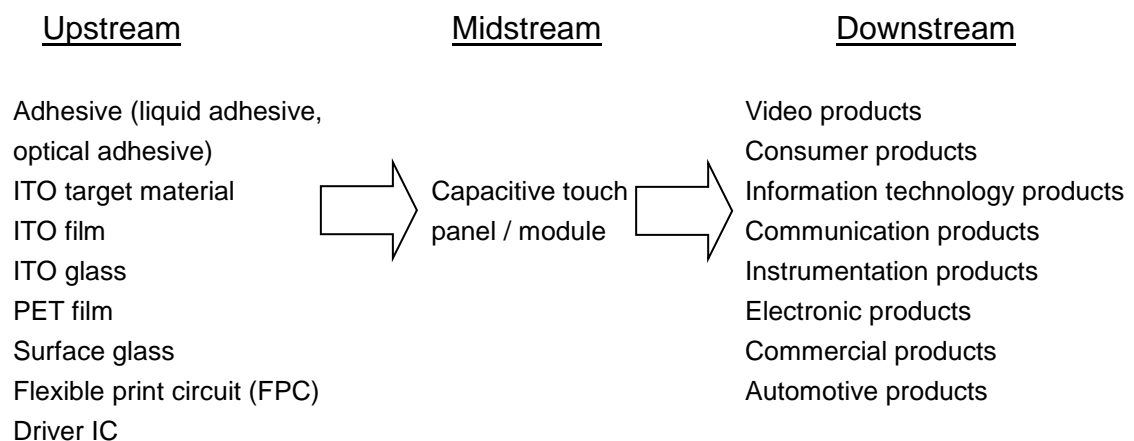 Upstream
Midstream
Downstream
Adhesive (liquid adhesive,
optical adhesive)
ITO target material
ITO film
ITO glass
PET film
Surface glass
Flexible print circuit (FPC)
Driver IC
Capacitive touch
panel / module
Video products
Consumer products
Information technology products
Communication products
Instrumentation products
Electronic products
Commercial products
Automotive products